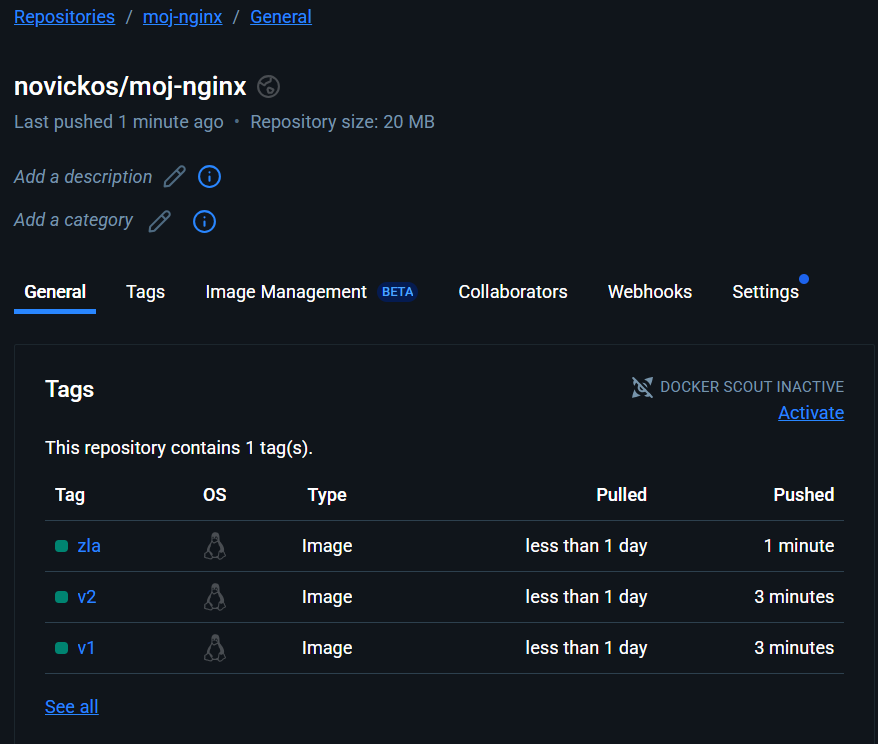 Repositories / moj-nginx / General
novickos/moj-nginx
Last pushed 1 minute ago • Repository size: 20 MB
Add a description
Add a category
General Tags Image Management BETA Collaborators Webhooks Settings
Tags
DOCKER SCOUT INACTIVE
Activate
This repository contains 1 tag(s).
Tag OS Type Pulled Pushed
zla Image less than 1 day 1 minute
v2 Image less than 1 day 3 minutes
v1 Image less than 1 day 3 minutes
See all